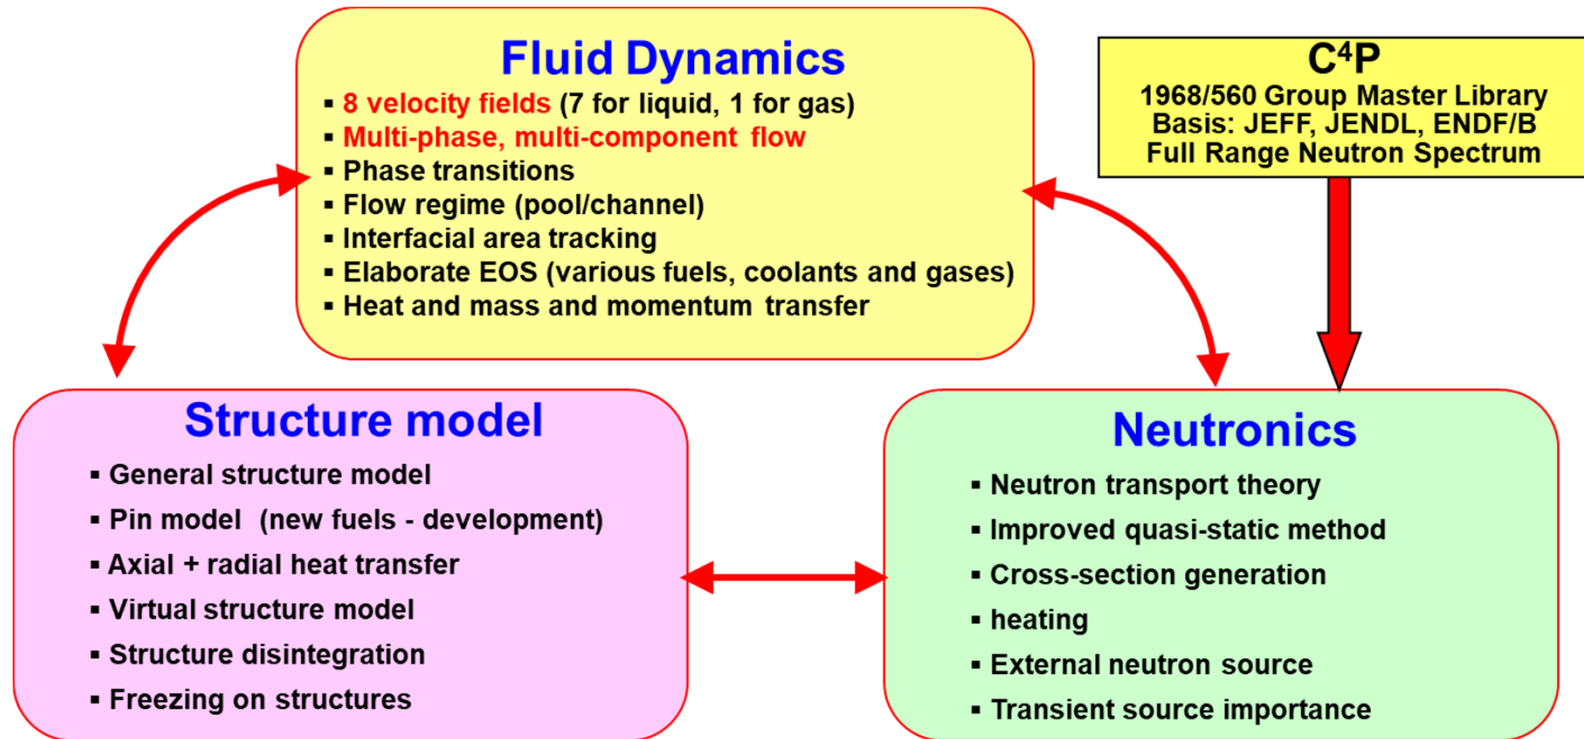 Fluid Dynamics
▪ 8 velocity fields (7 for liquid, 1 for gas)
▪ Multi-phase, multi-component flow
▪ Phase transitions
▪ Flow regime (pool/channel)
▪ Interfacial area tracking
▪ Elaborate EOS (various fuels, coolants and gases)
▪ Heat and mass and momentum transfer
C⁴P
1968/560 Group Master Library
Basis: JEFF, JENDL, ENDF/B
Full Range Neutron Spectrum
Structure model
▪ General structure model
▪ Pin model (new fuels - development)
▪ Axial + radial heat transfer
▪ Virtual structure model
▪ Structure disintegration
▪ Freezing on structures
Neutronics
▪ Neutron transport theory
▪ Improved quasi-static method
▪ Cross-section generation
▪ heating
▪ External neutron source
▪ Transient source importance